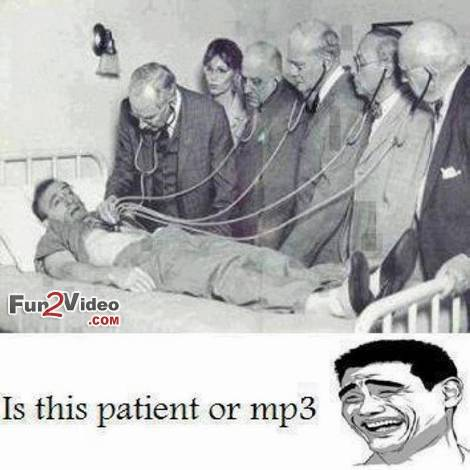 Fun2Video
.COM
Is this patient or mp3